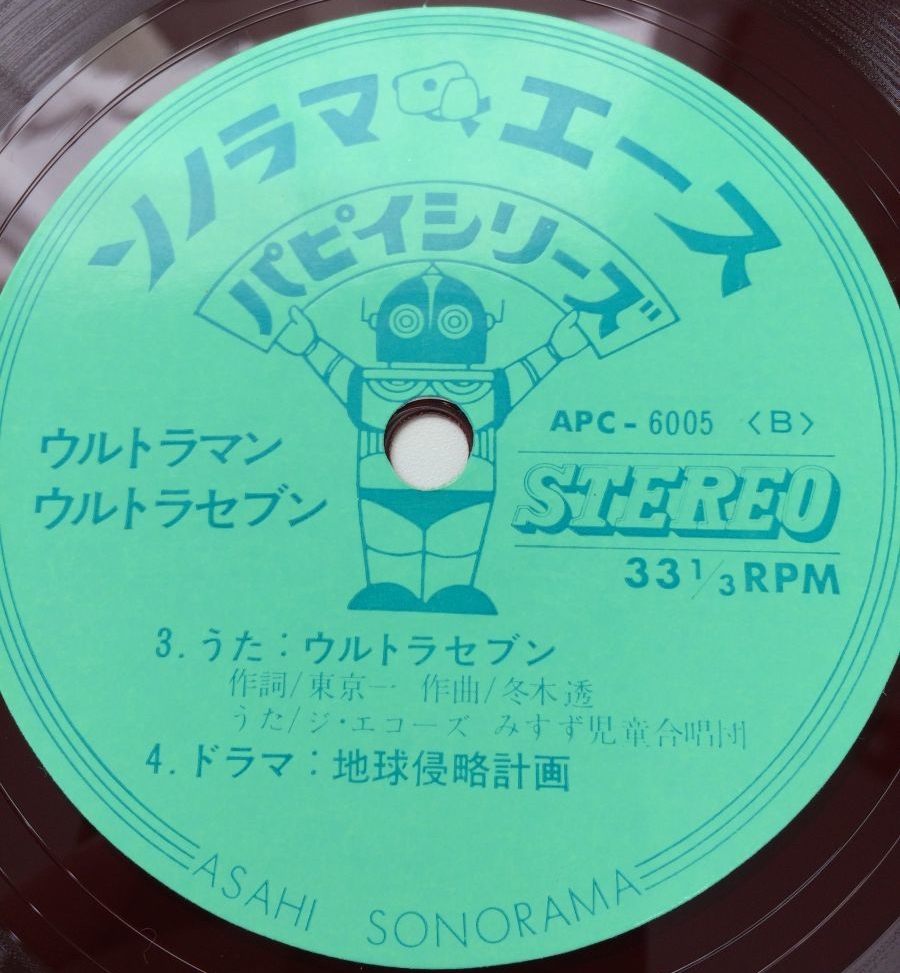 ソノラマエース
パピイシリーズ
ウルトラマン
ウルトラセブン
APC-6005 〈B〉
STEREO
33 1/3 RPM
3. うた：ウルトラセブン
作詞/東京一 作曲/冬木透
うた/ジ・エコーズ みすず児童合唱団
4. ドラマ：地球侵略計画
ASAHI SONORAMA